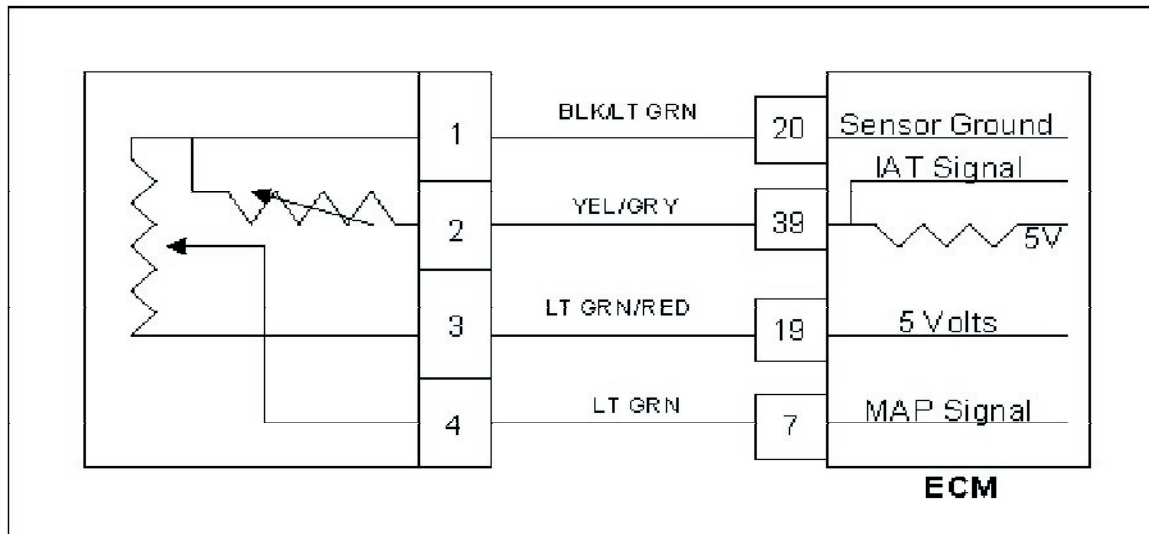 1
BLK/LT GRN
20
Sensor Ground
IAT Signal
2
YEL/GRY
39
5V
3
LT GRN/RED
19
5 Volts
4
LT GRN
7
MAP Signal
ECM